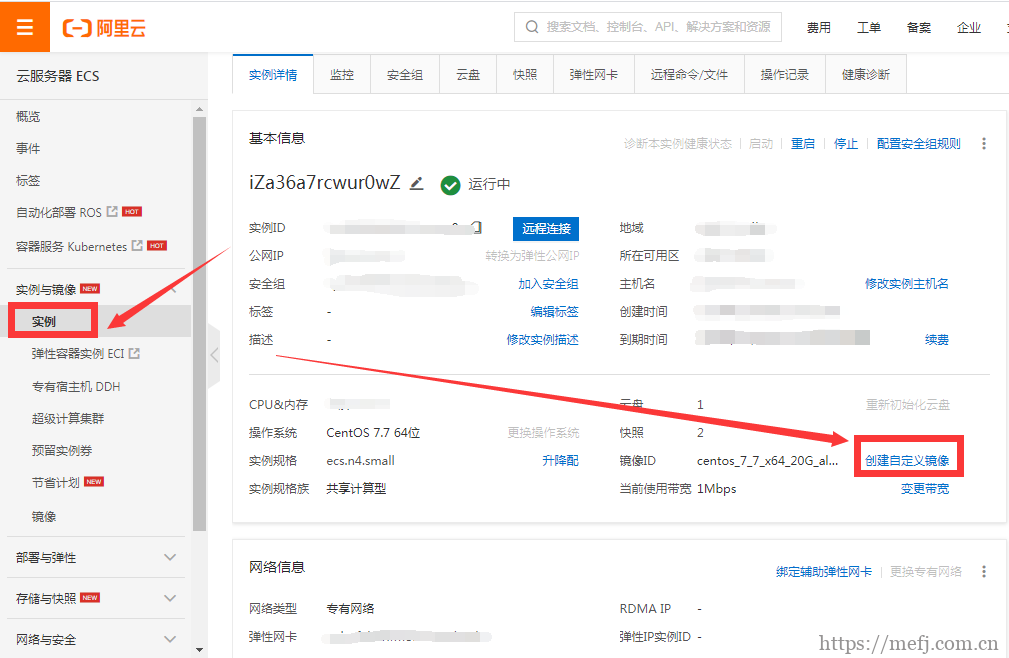 阿里云
搜索文档、控制台、API、解决方案和资源
费用 工单 备案 企业
云服务器 ECS
概览
事件
标签
自动化部署 ROS HOT
容器服务 Kubernetes HOT
实例与镜像 NEW
实例
弹性容器实例 ECI
专有宿主机 DDH
超级计算集群
预留实例券
节省计划 NEW
镜像
部署与弹性
存储与快照 NEW
网络与安全
实例详情 监控 安全组 云盘 快照 弹性网卡 远程命令/文件 操作记录 健康诊断
基本信息
诊断本实例健康状态 启动 重启 停止 配置安全组规则
iZa36a7rcwur0wZ 运行中
实例ID 远程连接 地域
公网IP 转换为弹性公网IP 所在可用区
安全组 加入安全组 主机名 修改实例主机名
标签 - 编辑标签 创建时间
描述 - 修改实例描述 到期时间 续费
CPU&内存 云盘 1 重新初始化云盘
操作系统 CentOS 7.7 64位 更换操作系统 快照 2
实例规格 ecs.n4.small 升降配 镜像ID centos_7_7_x64_20G_al... 创建自定义镜像
实例规格族 共享计算型 当前使用带宽 1Mbps 变更带宽
网络信息
绑定辅助弹性网卡 更换专有网络
网络类型 专有网络 RDMA IP -
弹性网卡 弹性IP实例ID -
https://mefj.com.cn